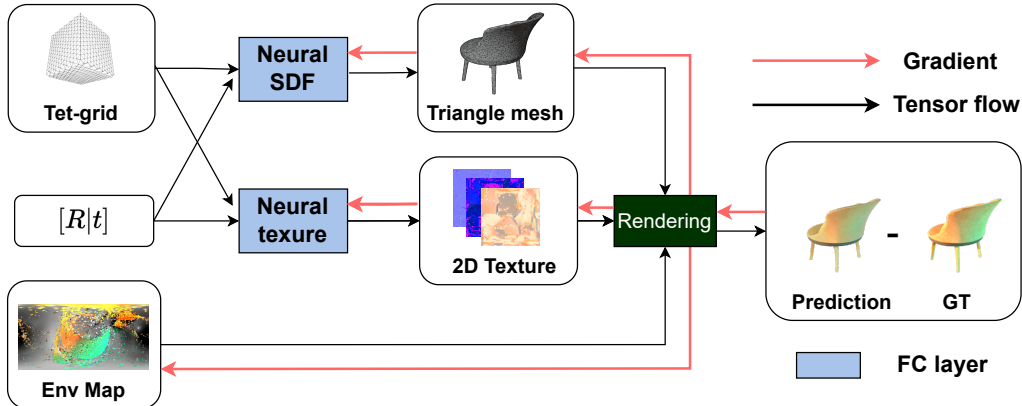 Tet-grid
[R|t]
Env Map
Neural
SDF
Neural
texure
Triangle mesh
2D Texture
Rendering
Gradient
Tensor flow
Prediction
-
GT
FC layer